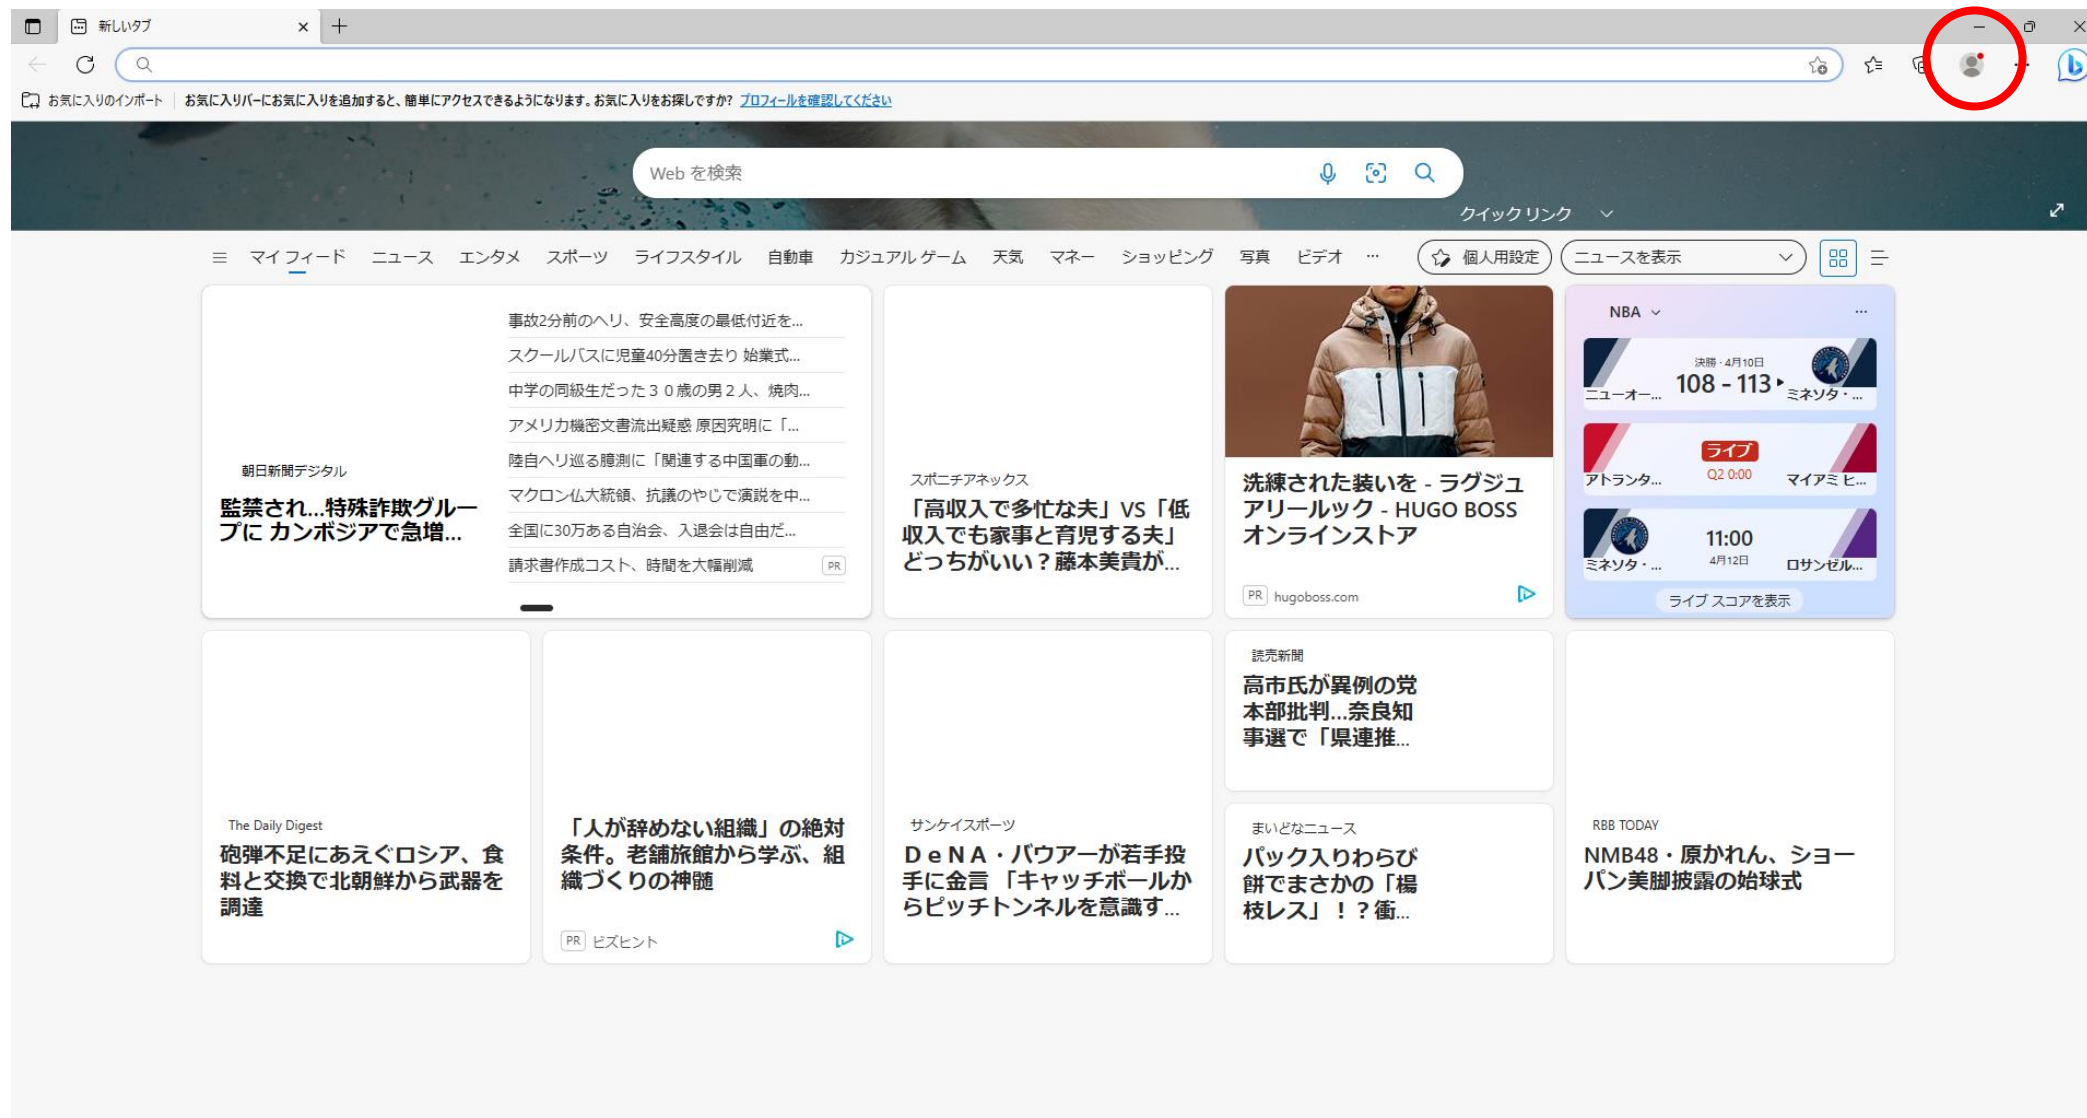 新しいタブ
お気に入りのインポート
お気に入りバーにお気に入りを追加すると、簡単にアクセスできるようになります。お気に入りをお探しですか? プロフィールを確認してください
Web を検索
クイックリンク
マイ フィード ニュース エンタメ スポーツ ライフスタイル 自動車 カジュアル ゲーム 天気 マネー ショッピング 写真 ビデオ ...
個人用設定
ニュースを表示
朝日新聞デジタル
監禁され...特殊詐欺グルー
プに カンボジアで急増...
事故2分前のヘリ、安全高度の最低付近を...
スクールバスに児童40分置き去り 始業式...
中学の同級生だった３０歳の男２人、焼肉...
アメリカ機密文書流出疑惑 原因究明に「...
陸自ヘリ巡る臆測に「関連する中国軍の動...
マクロン仏大統領、抗議のやじで演説を中...
全国に30万ある自治会、入退会は自由だ...
請求書作成コスト、時間を大幅削減 PR
スポニチアネックス
「高収入で多忙な夫」VS「低
収入でも家事と育児する夫」
どっちがいい？藤本美貴が...
洗練された装いを - ラグジュ
アリールック - HUGO BOSS
オンラインストア
PR hugoboss.com
NBA ...
決勝・4月10日
108 - 113
ニューオー... ミネソタ・...
ライブ
Q2 0:00
アトランタ... マイアミ ヒ...
11:00
4月12日
ミネソタ・... ロサンゼル...
ライブ スコアを表示
The Daily Digest
砲弾不足にあえぐロシア、食
料と交換で北朝鮮から武器を
調達
「人が辞めない組織」の絶対
条件。老舗旅館から学ぶ、組
織づくりの神髄
PR ビズヒント
サンケイスポーツ
ＤｅＮＡ・バウアーが若手投
手に金言 「キャッチボールか
らピッチトンネルを意識す...
読売新聞
高市氏が異例の党
本部批判...奈良知
事選で「県連推...
まいどなニュース
パック入りわらび
餅でまさかの「楊
枝レス」！？衝...
RBB TODAY
NMB48・原かれん、ショー
パン美脚披露の始球式